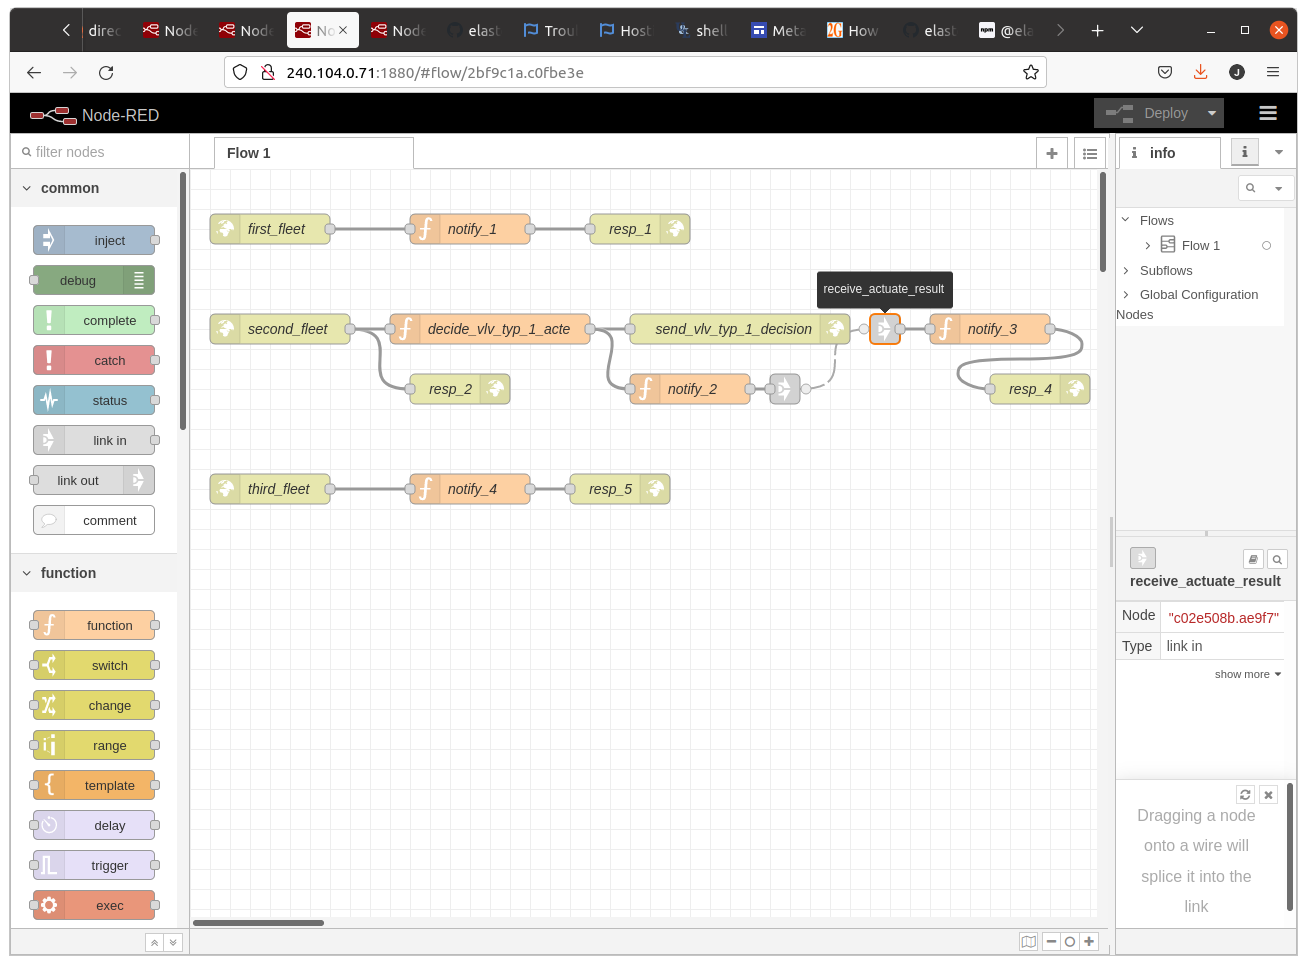 direc
Node
Node
No
Node
elast
Trou
Host
shell
Meta
How
elast
@ela
240.104.0.71:1880/#flow/2bf9c1a.c0fbe3e
J
Node-RED
Deploy
filter nodes
Flow 1
i info
i
common
inject
debug
complete
catch
status
link in
link out
comment
function
function
switch
change
range
template
delay
trigger
exec
first_fleet
notify_1
resp_1
receive_actuate_result
second_fleet
decide_vlv_typ_1_acte
send_vlv_typ_1_decision
notify_3
resp_2
notify_2
resp_4
third_fleet
notify_4
resp_5
Flows
Flow 1
Subflows
Global Configuration
Nodes
receive_actuate_result
Node "c02e508b.ae9f7"
Type link in
show more
Dragging a node
onto a wire will
splice it into the
link